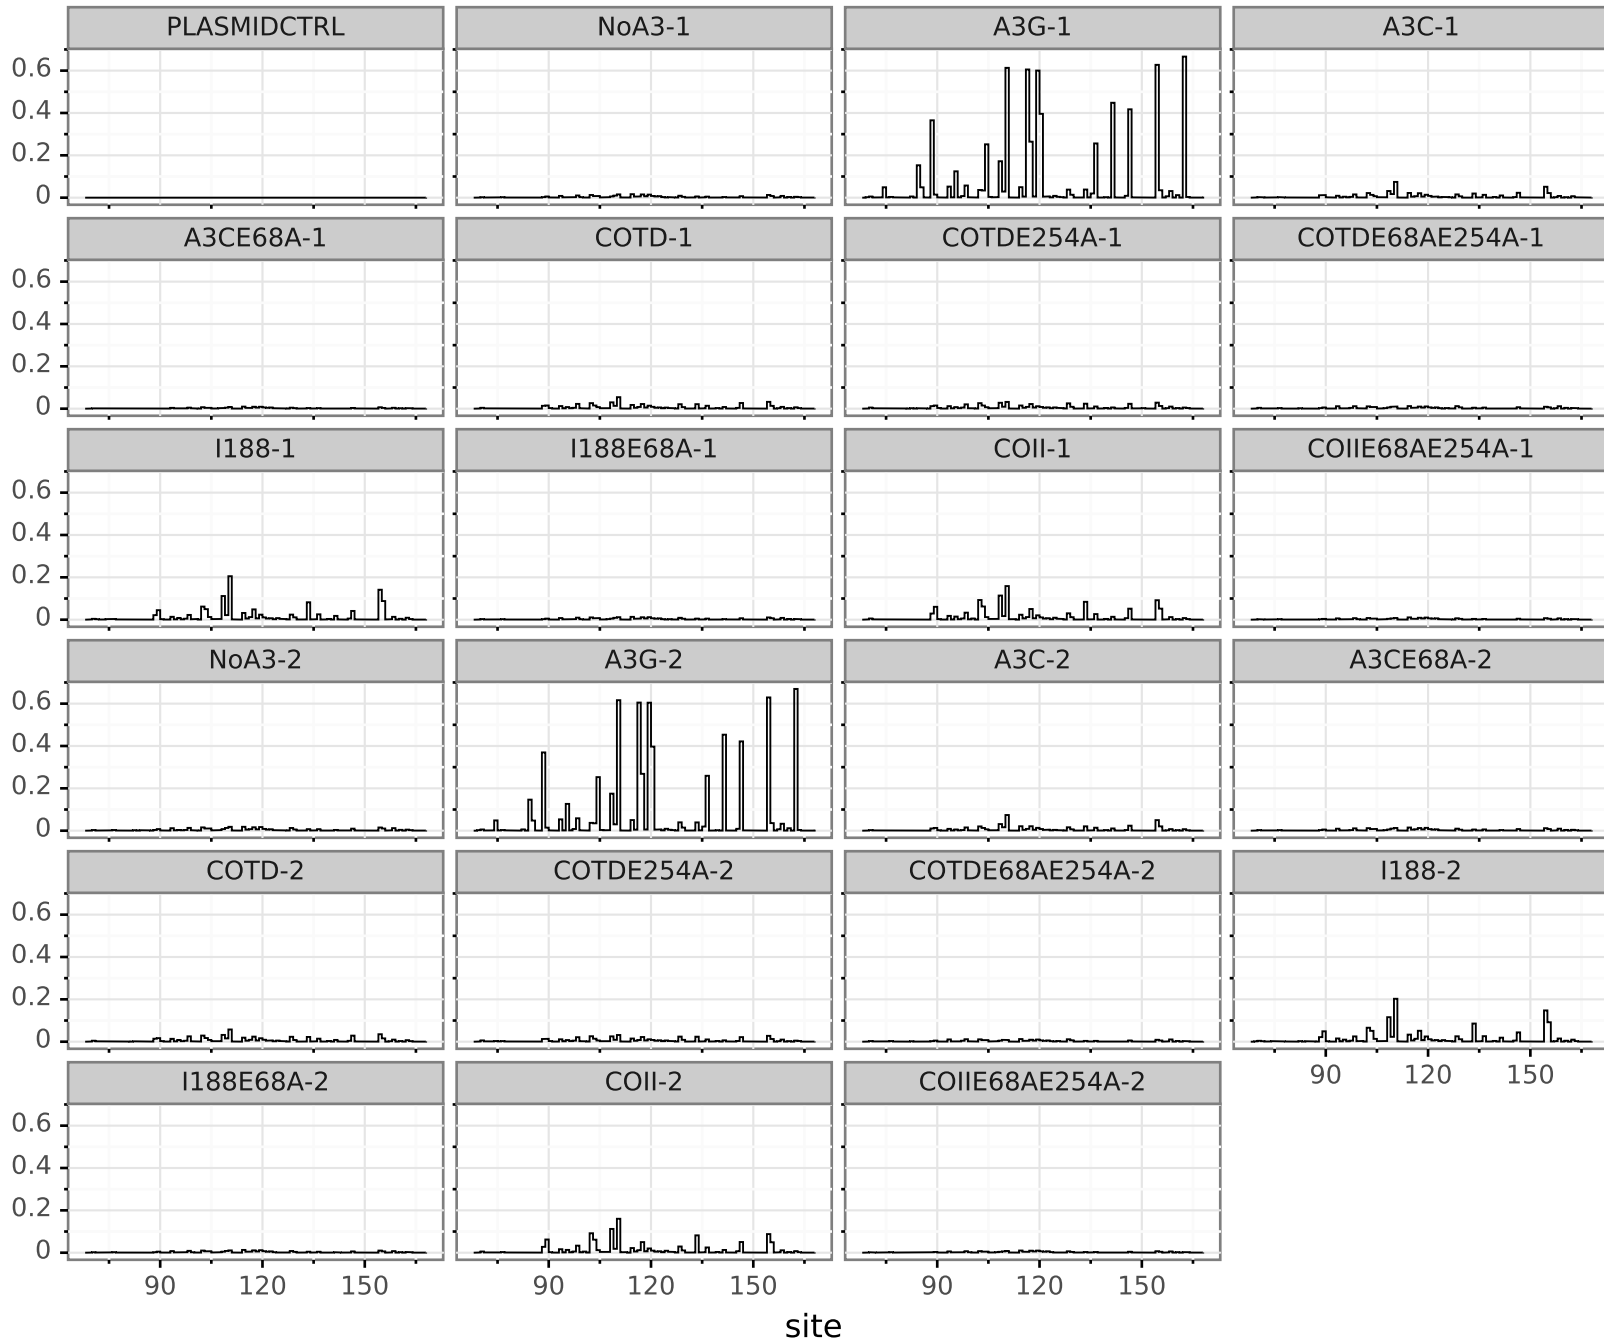 PLASMIDCTRL NoA3-1 A3G-1 A3C-1
0.6
0.4
0.2
0
A3CE68A-1 COTD-1 COTDE254A-1 COTDE68AE254A-1
0.6
0.4
0.2
0
I188-1 I188E68A-1 COII-1 COIIE68AE254A-1
0.6
0.4
0.2
0
NoA3-2 A3G-2 A3C-2 A3CE68A-2
0.6
0.4
0.2
0
COTD-2 COTDE254A-2 COTDE68AE254A-2 I188-2
0.6
0.4
0.2
0
90 120 150
I188E68A-2 COII-2 COIIE68AE254A-2
0.6
0.4
0.2
0
90 120 150 90 120 150 90 120 150
site